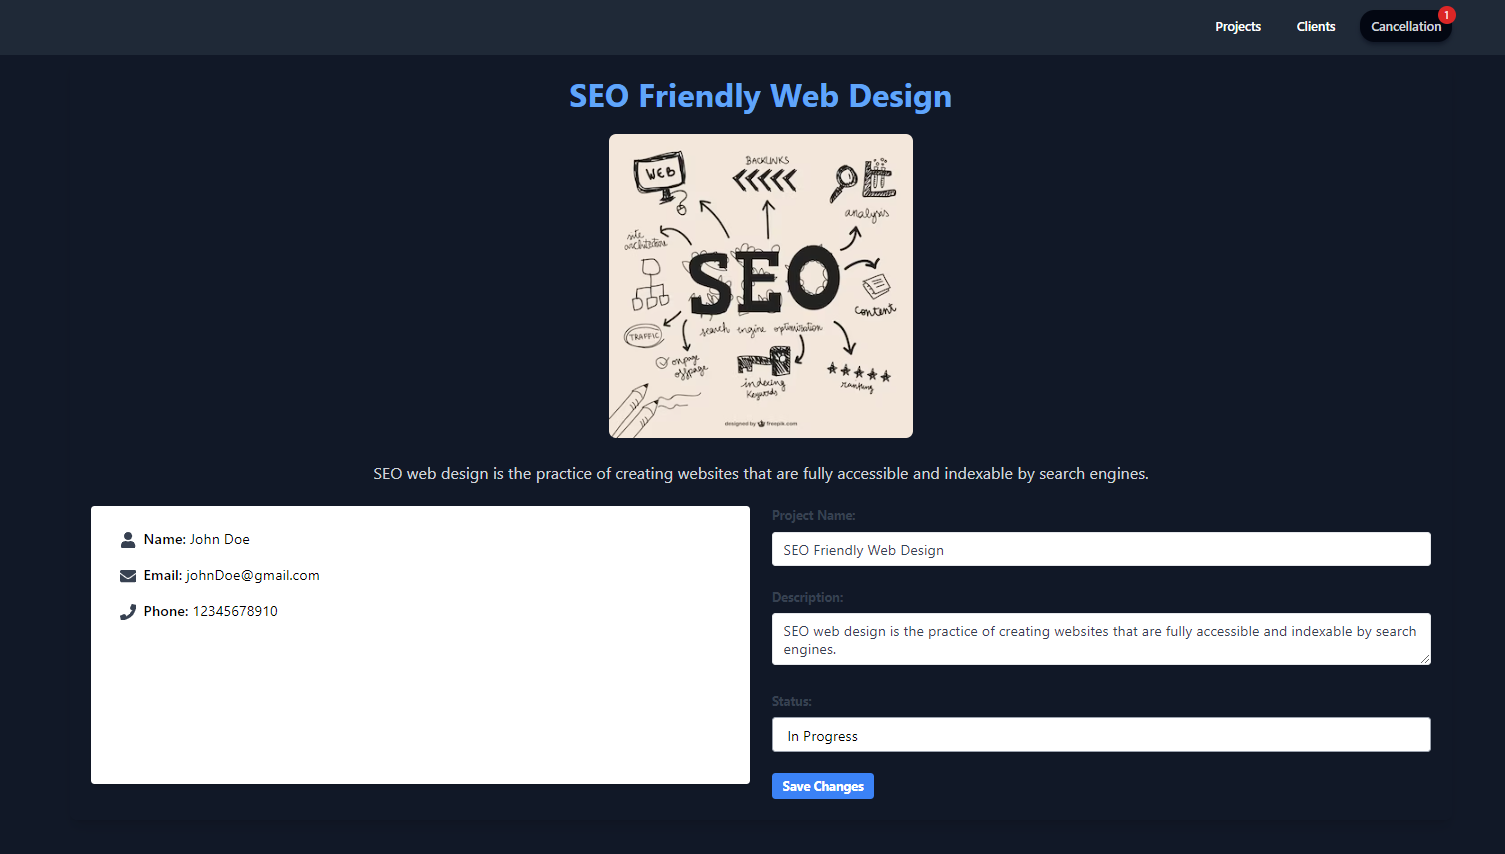 Projects
Clients
Cancellation
1
SEO Friendly Web Design
WEB
BACKLINKS
analysis
site
architecture
SEO
content
search engine optimization
TRAFFIC
onpage
offpage
indexing
keywords
ranking
designed by freepik.com
SEO web design is the practice of creating websites that are fully accessible and indexable by search engines.
Name: John Doe
Email: johnDoe@gmail.com
Phone: 12345678910
Project Name:
SEO Friendly Web Design
Description:
SEO web design is the practice of creating websites that are fully accessible and indexable by search
engines.
Status:
In Progress
Save Changes